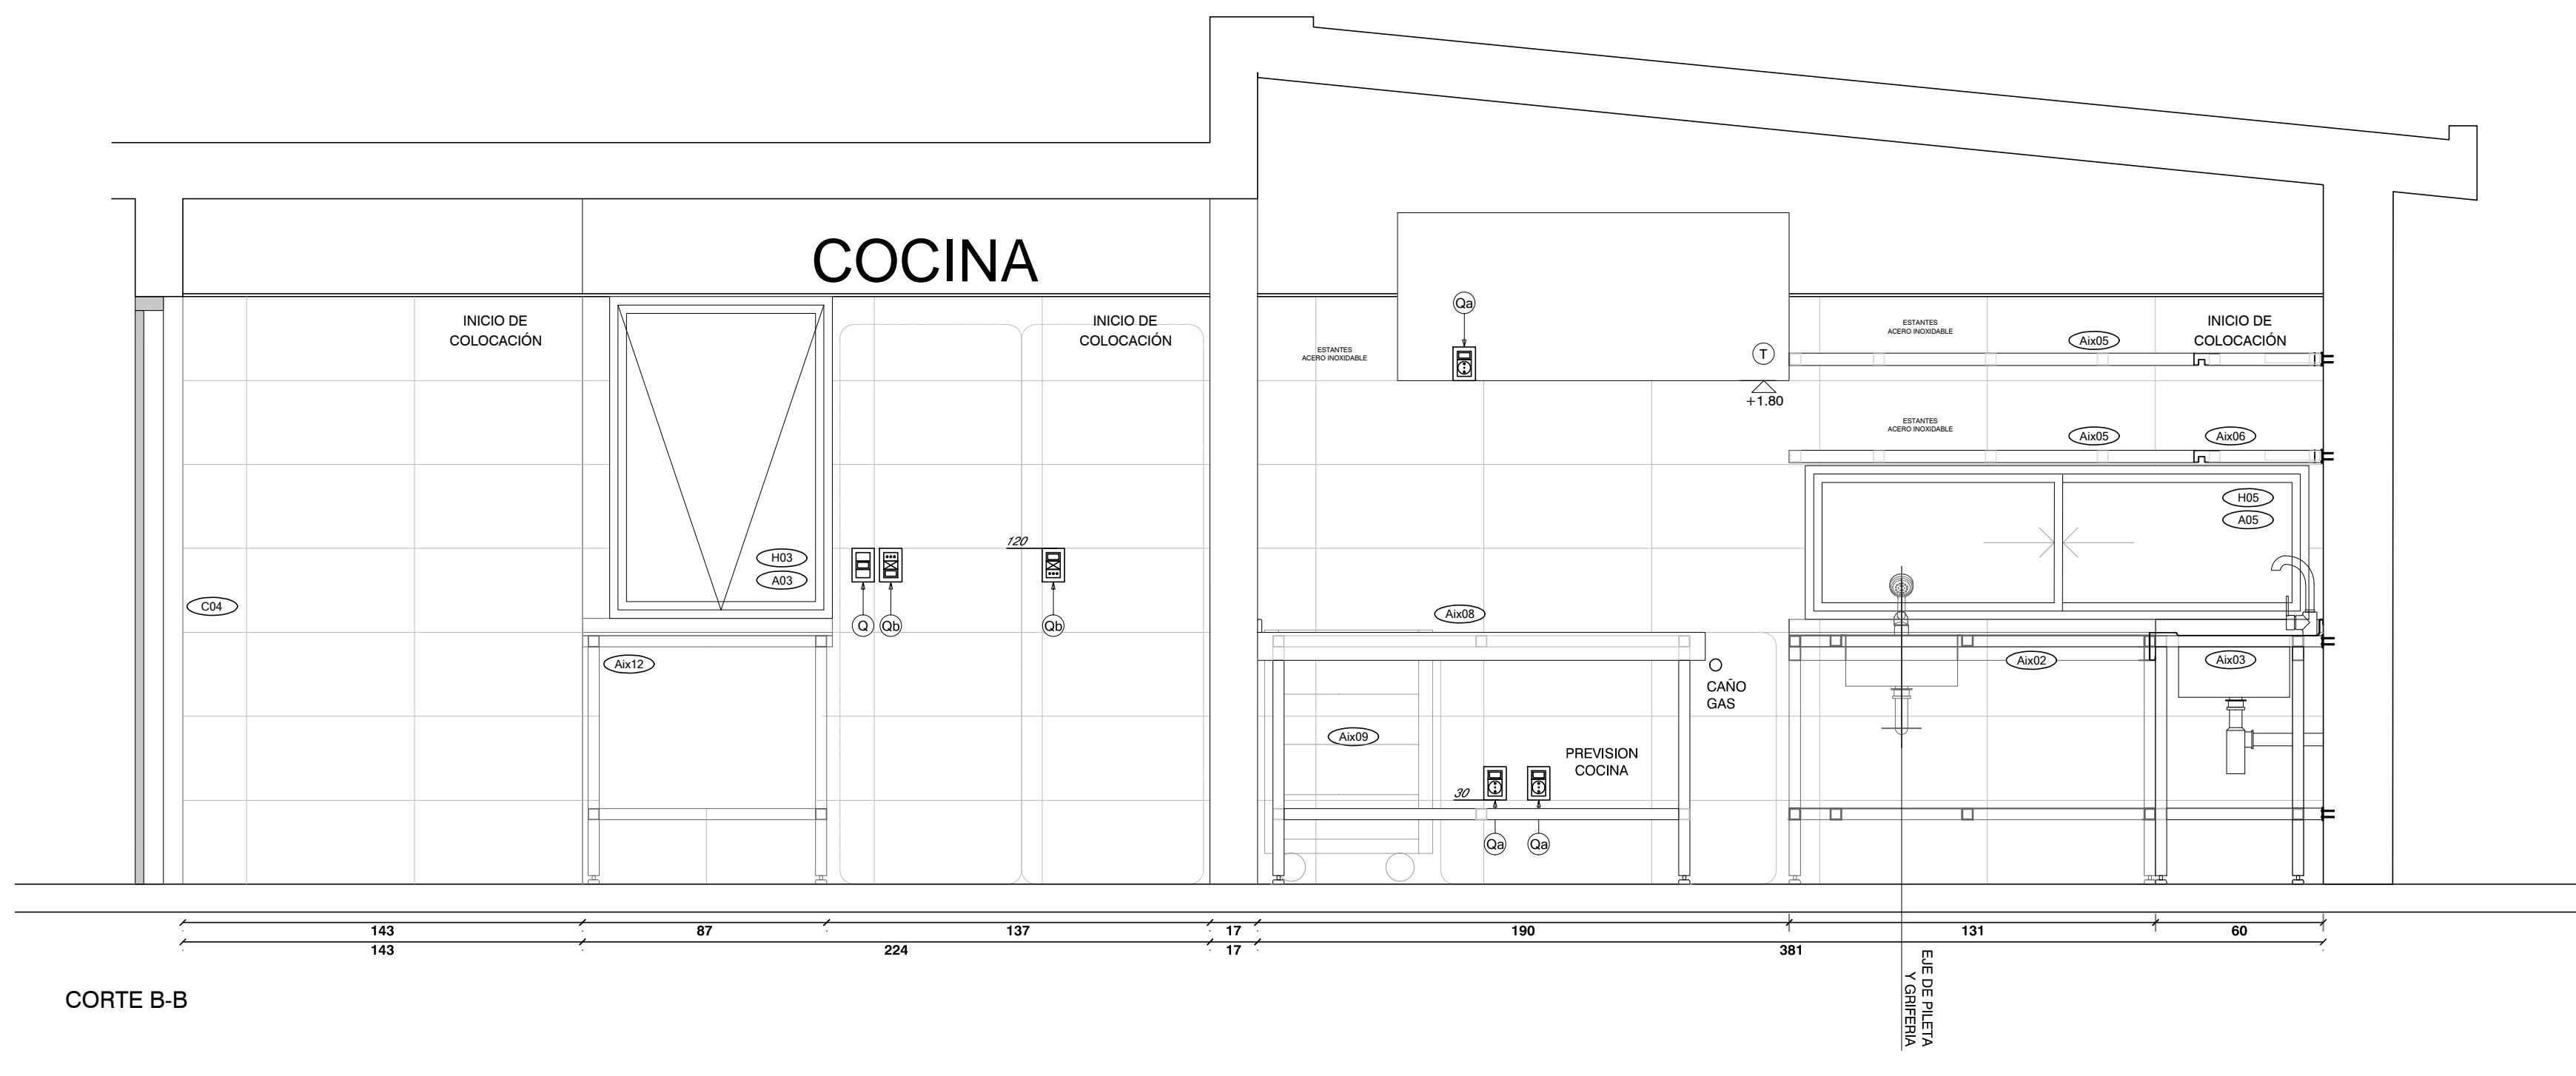 COCINA
INICIO DE
COLOCACIÓN
INICIO DE
COLOCACIÓN
ESTANTES
ACERO INOXIDABLE
Qa
T
+1.80
ESTANTES
ACERO INOXIDABLE
Aix05
INICIO DE
COLOCACIÓN
ESTANTES
ACERO INOXIDABLE
Aix05
Aix06
H03
A03
120
H05
A05
C04
Q
Qb
Qb
Aix08
Aix12
CAÑO
GAS
Aix02
Aix03
Aix09
PREVISION
COCINA
30
Qa
Qa
143
87
137
17
190
131
60
143
224
17
381
EJE DE PILETA
Y GRIFERIA
CORTE B-B